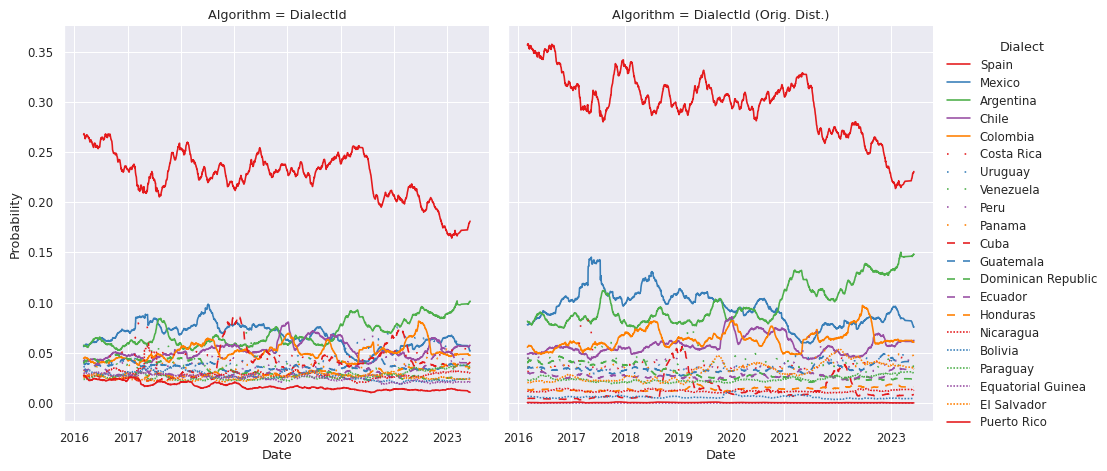 Algorithm = DialectId
Algorithm = DialectId (Orig. Dist.)
Probability
0.35
0.30
0.25
0.20
0.15
0.10
0.05
0.00
2016 2017 2018 2019 2020 2021 2022 2023
Date
2016 2017 2018 2019 2020 2021 2022 2023
Date
Dialect
Spain
Mexico
Argentina
Chile
Colombia
Costa Rica
Uruguay
Venezuela
Peru
Panama
Cuba
Guatemala
Dominican Republic
Ecuador
Honduras
Nicaragua
Bolivia
Paraguay
Equatorial Guinea
El Salvador
Puerto Rico